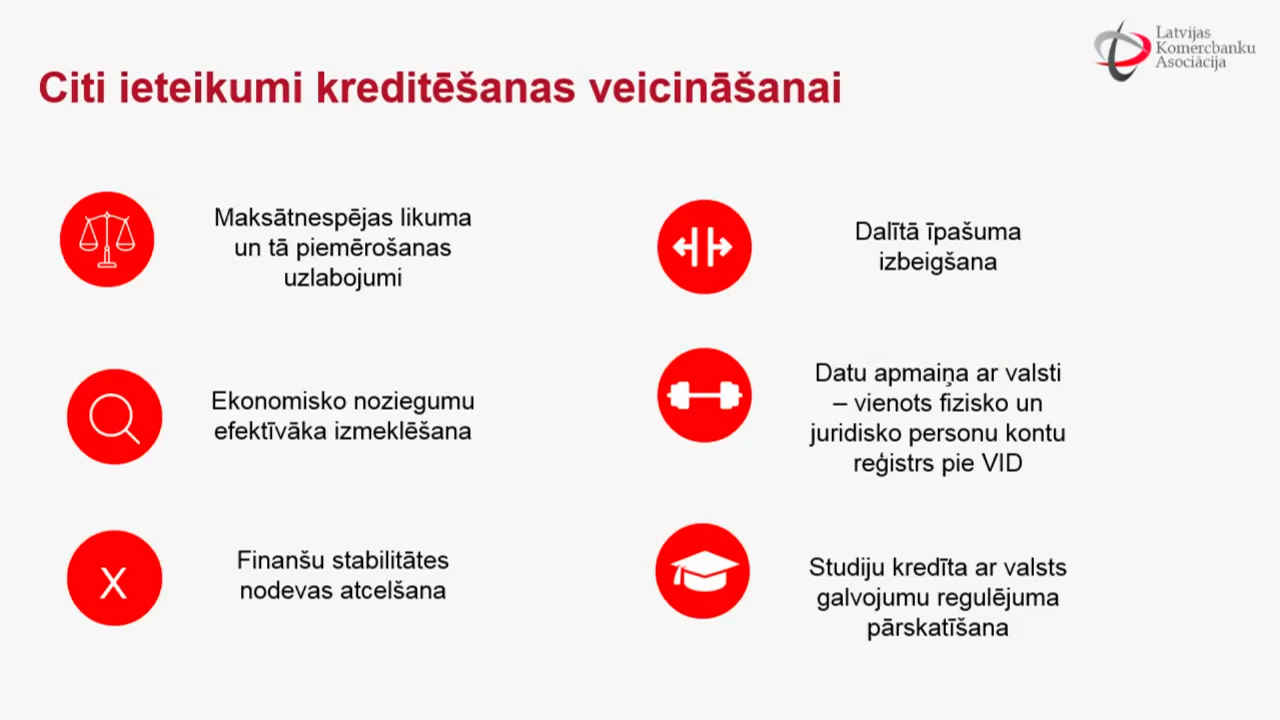 Latvijas
Komercbanku
Asociācija
Citi ieteikumi kreditēšanas veicināšanai
Maksātnespējas likuma
un tā piemērošanas
uzlabojumi
Ekonomisko noziegumu
efektīvāka izmeklēšana
X
Finanšu stabilitātes
nodevas atcelšana
Dalītā īpašuma
izbeigšana
Datu apmaiņa ar valsti
– vienots fizisko un
juridisko personu kontu
reģistrs pie VID
Studiju kredīta ar valsts
galvojumu regulējuma
pārskatīšana